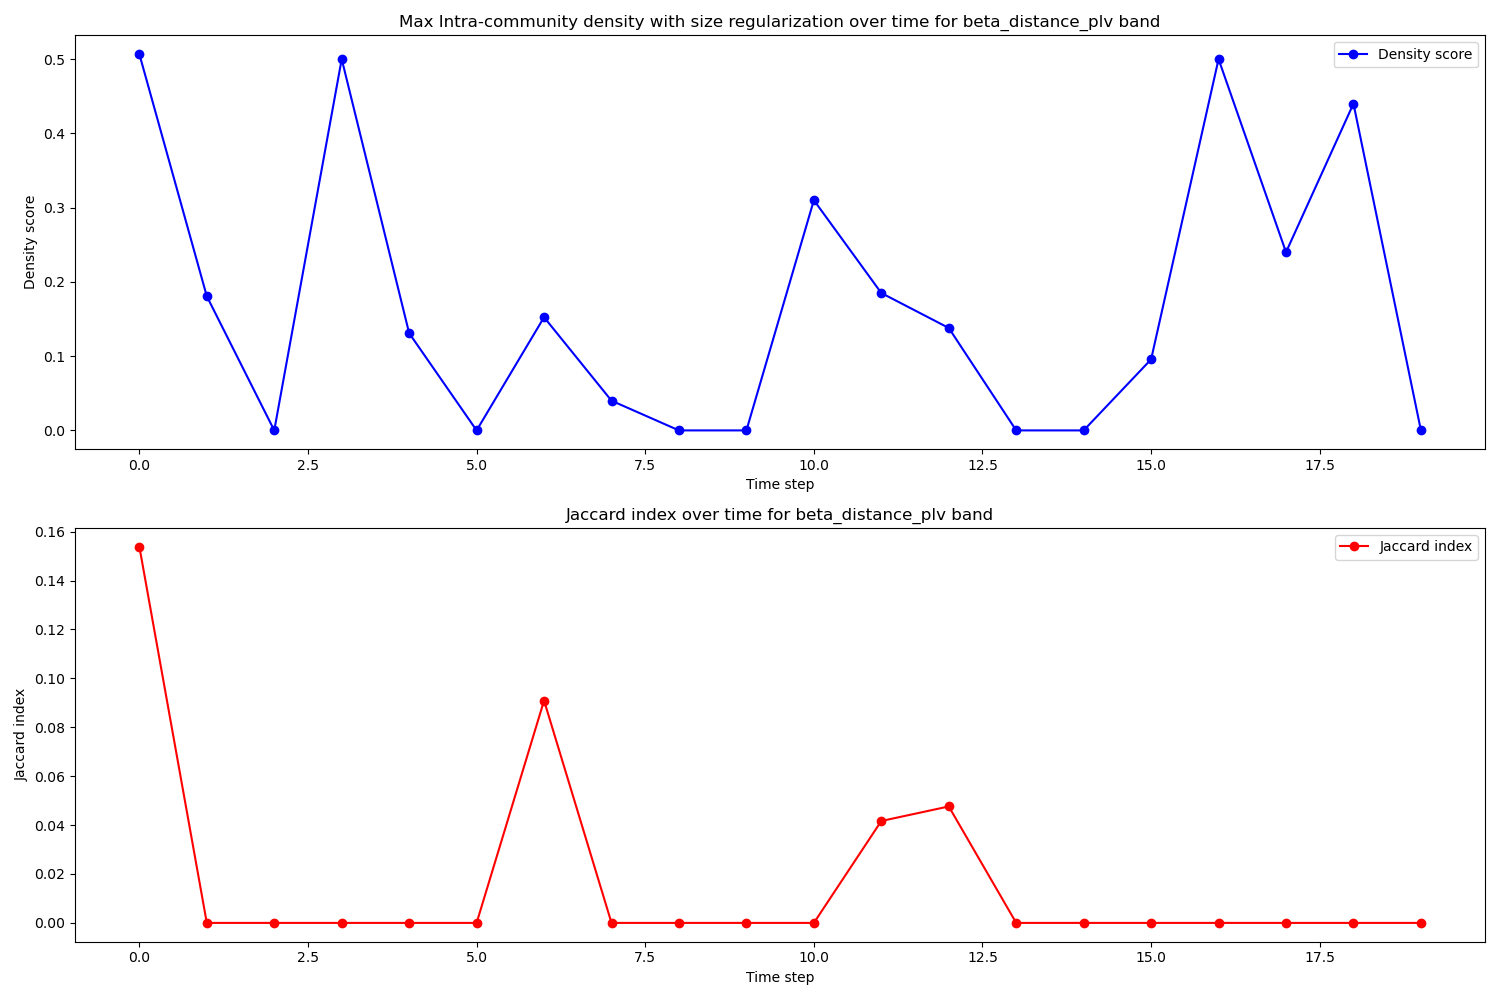 Max Intra-community density with size regularization over time for beta_distance_plv band
Density score
0.5
0.4
0.3
0.2
0.1
0.0
Density score
0.0 2.5 5.0 7.5 10.0 12.5 15.0 17.5
Time step
Jaccard index over time for beta_distance_plv band
Jaccard index
0.16
0.14
0.12
0.10
0.08
0.06
0.04
0.02
0.00
Jaccard index
0.0 2.5 5.0 7.5 10.0 12.5 15.0 17.5
Time step